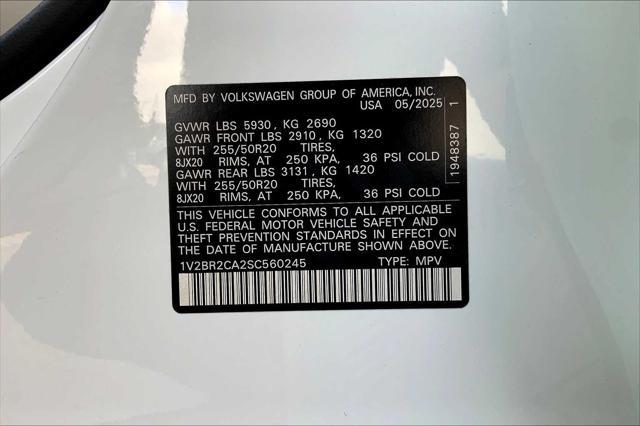 MFD BY VOLKSWAGEN GROUP OF AMERICA, INC.
USA 05/2025
GVWR LBS 5930, KG 2690
GAWR FRONT LBS 2910, KG 1320
WITH 255/50R20 TIRES,
8JX20 RIMS, AT 250 KPA, 36 PSI COLD
GAWR REAR LBS 3131, KG 1420
WITH 255/50R20 TIRES,
8JX20 RIMS, AT 250 KPA, 36 PSI COLD
THIS VEHICLE CONFORMS TO ALL APPLICABLE
U.S. FEDERAL MOTOR VEHICLE SAFETY AND
THEFT PREVENTION STANDARDS IN EFFECT ON
THE DATE OF MANUFACTURE SHOWN ABOVE.
1V2BR2CA2SC560245 TYPE: MPV
1948387 1